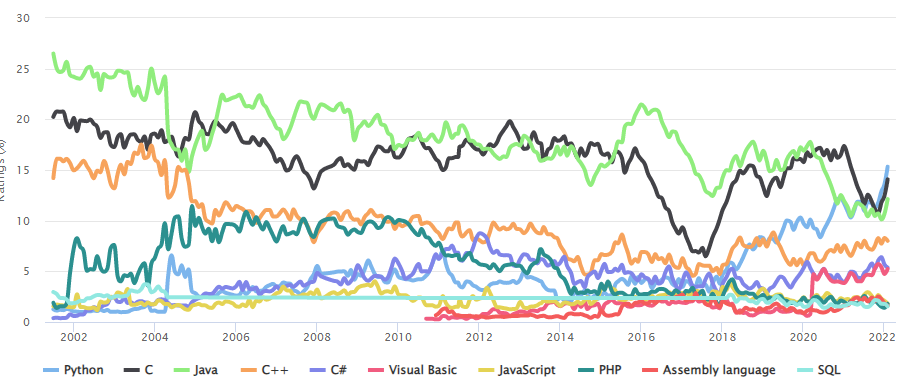 30
25
20
15
10
5
0
Ratings (%)
2002 2004 2006 2008 2010 2012 2014 2016 2018 2020 2022
Python C Java C++ C# Visual Basic JavaScript PHP Assembly language SQL